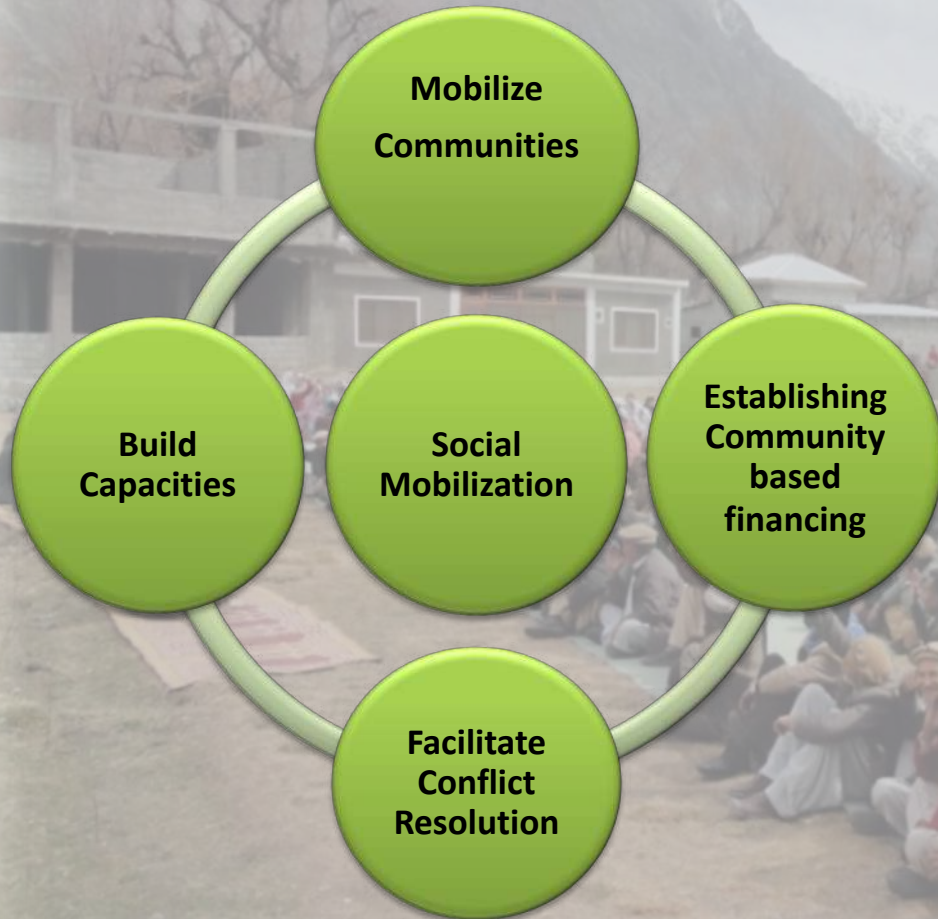 Mobilize
Communities
Build
Capacities
Social
Mobilization
Establishing
Community
based
financing
Facilitate
Conflict
Resolution